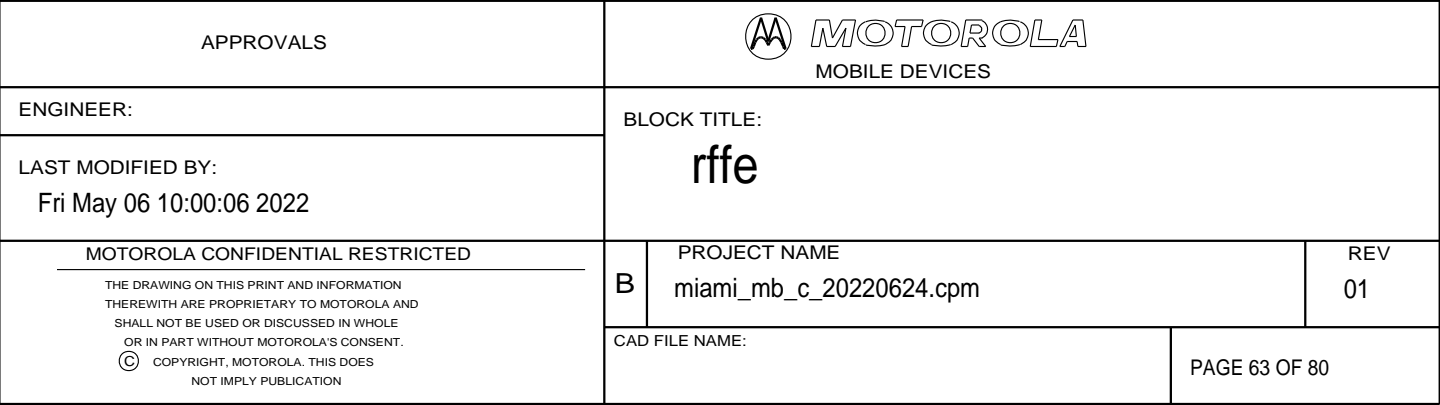 APPROVALS
MOTOROLA
MOBILE DEVICES
ENGINEER:
BLOCK TITLE:
rffe
LAST MODIFIED BY:
Fri May 06 10:00:06 2022
MOTOROLA CONFIDENTIAL RESTRICTED
THE DRAWING ON THIS PRINT AND INFORMATION
THEREWITH ARE PROPRIETARY TO MOTOROLA AND
SHALL NOT BE USED OR DISCUSSED IN WHOLE
OR IN PART WITHOUT MOTOROLA'S CONSENT.
© COPYRIGHT, MOTOROLA. THIS DOES
NOT IMPLY PUBLICATION
B
PROJECT NAME
miami_mb_c_20220624.cpm
REV
01
CAD FILE NAME:
PAGE 63 OF 80